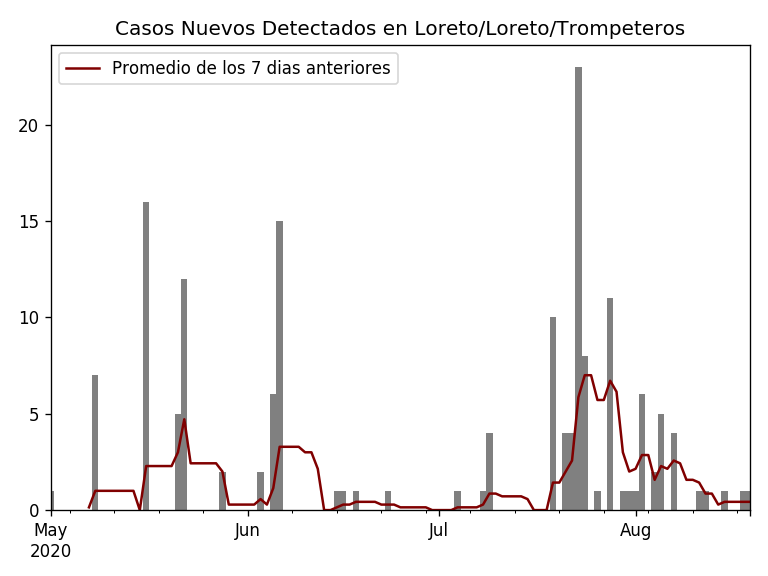 Casos Nuevos Detectados en Loreto/Loreto/Trompeteros
Promedio de los 7 dias anteriores
20
15
10
5
0
May Jun Jul Aug
2020